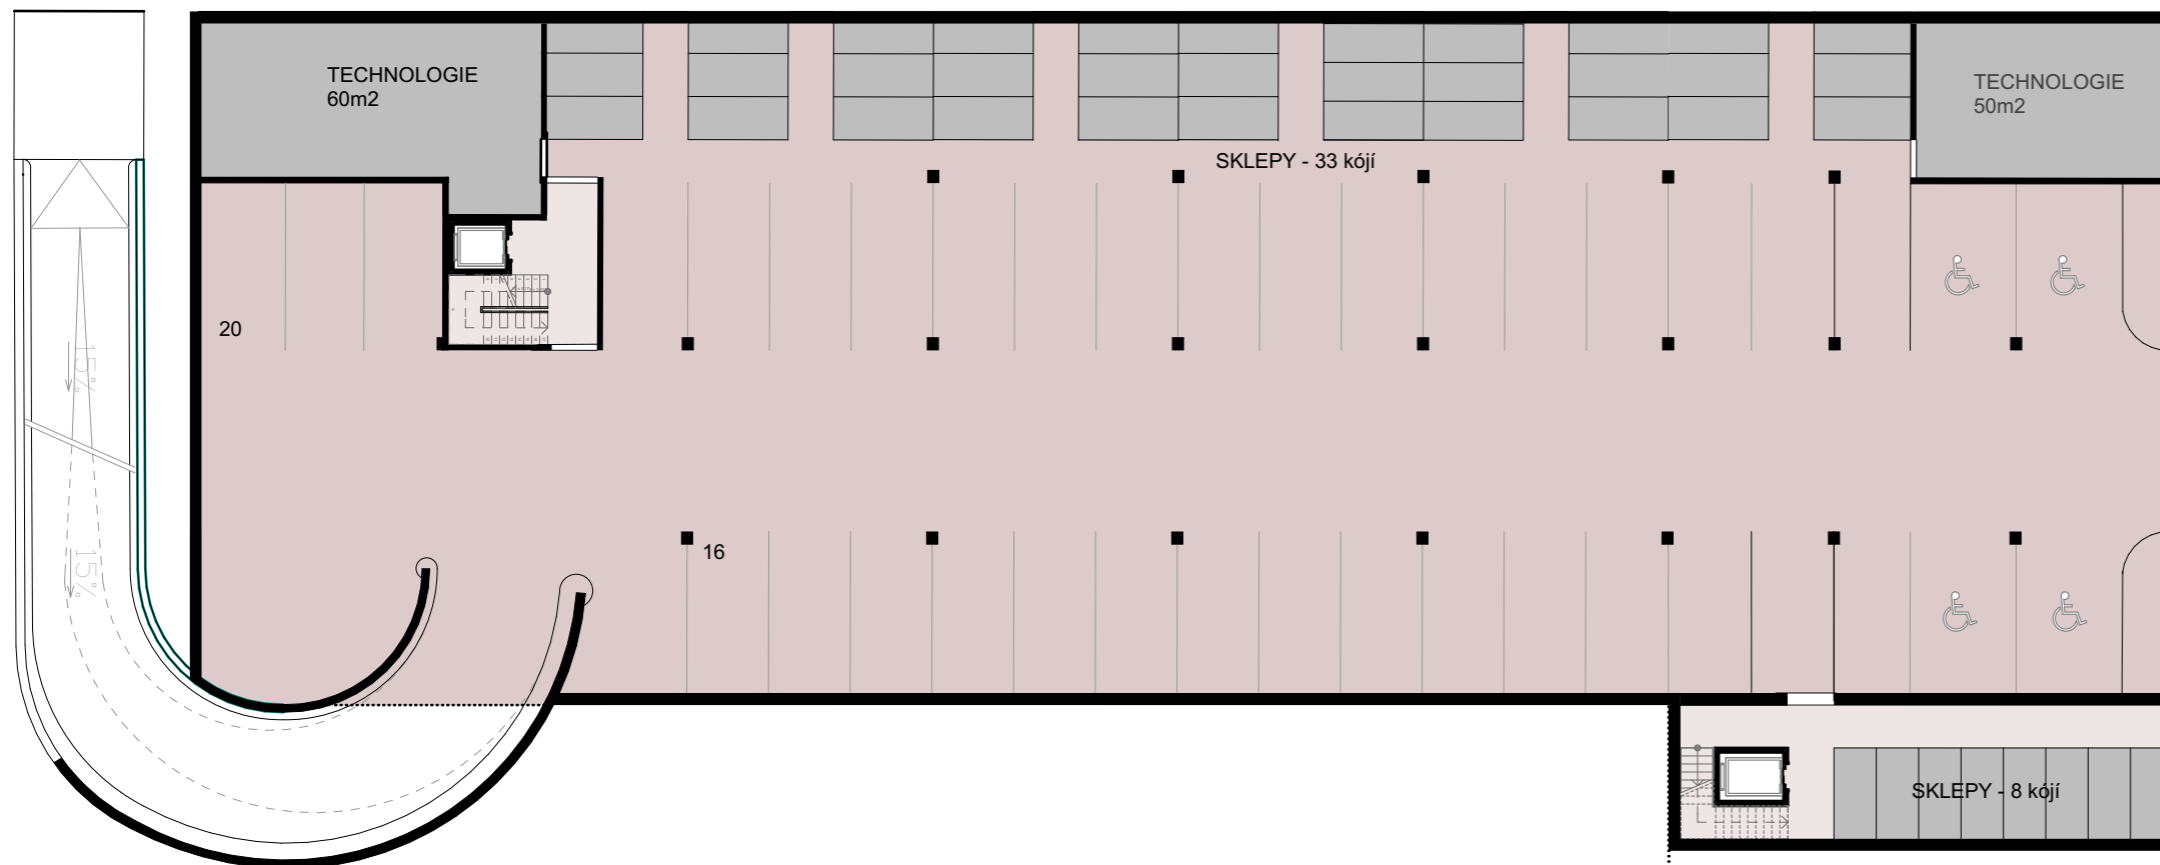 TECHNOLOGIE
60m2
TECHNOLOGIE
50m2
SKLEPY - 33 kójí
20
15%
16
15%
SKLEPY - 8 kójí